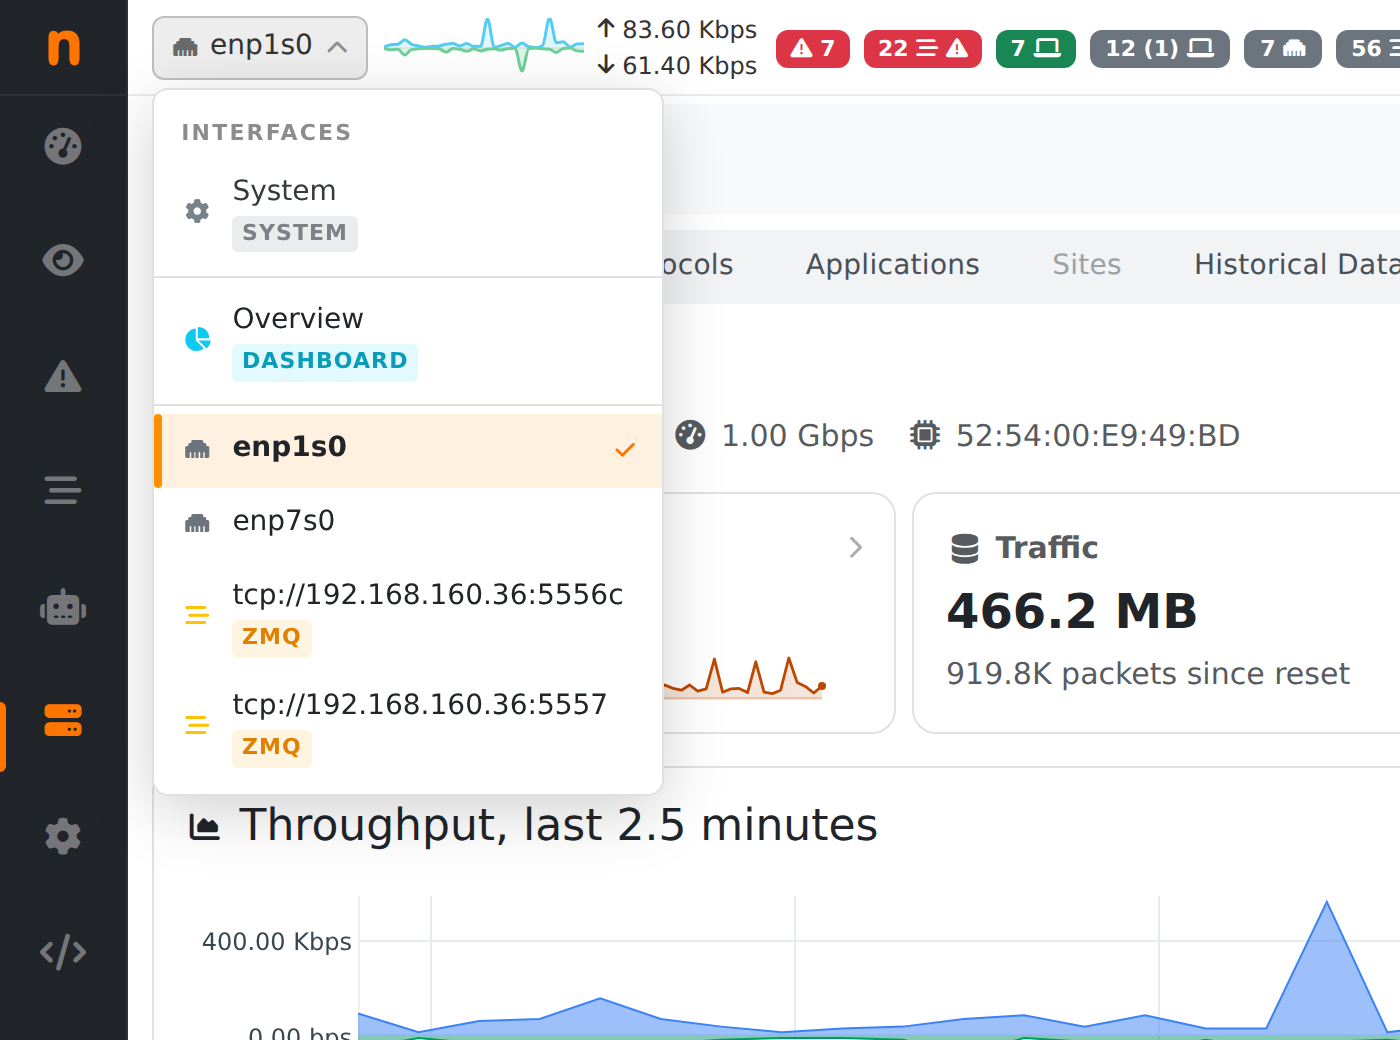 n
enp1s0
83.60 Kbps
61.40 Kbps
7
22
7
12 (1)
7
56
INTERFACES
System
SYSTEM
Overview
DASHBOARD
enp1s0
enp7s0
tcp://192.168.160.36:5556c
ZMQ
tcp://192.168.160.36:5557
ZMQ
ocols
Applications
Sites
Historical Data
1.00 Gbps
52:54:00:E9:49:BD
Traffic
466.2 MB
919.8K packets since reset
Throughput, last 2.5 minutes
400.00 Kbps
0.00 bps